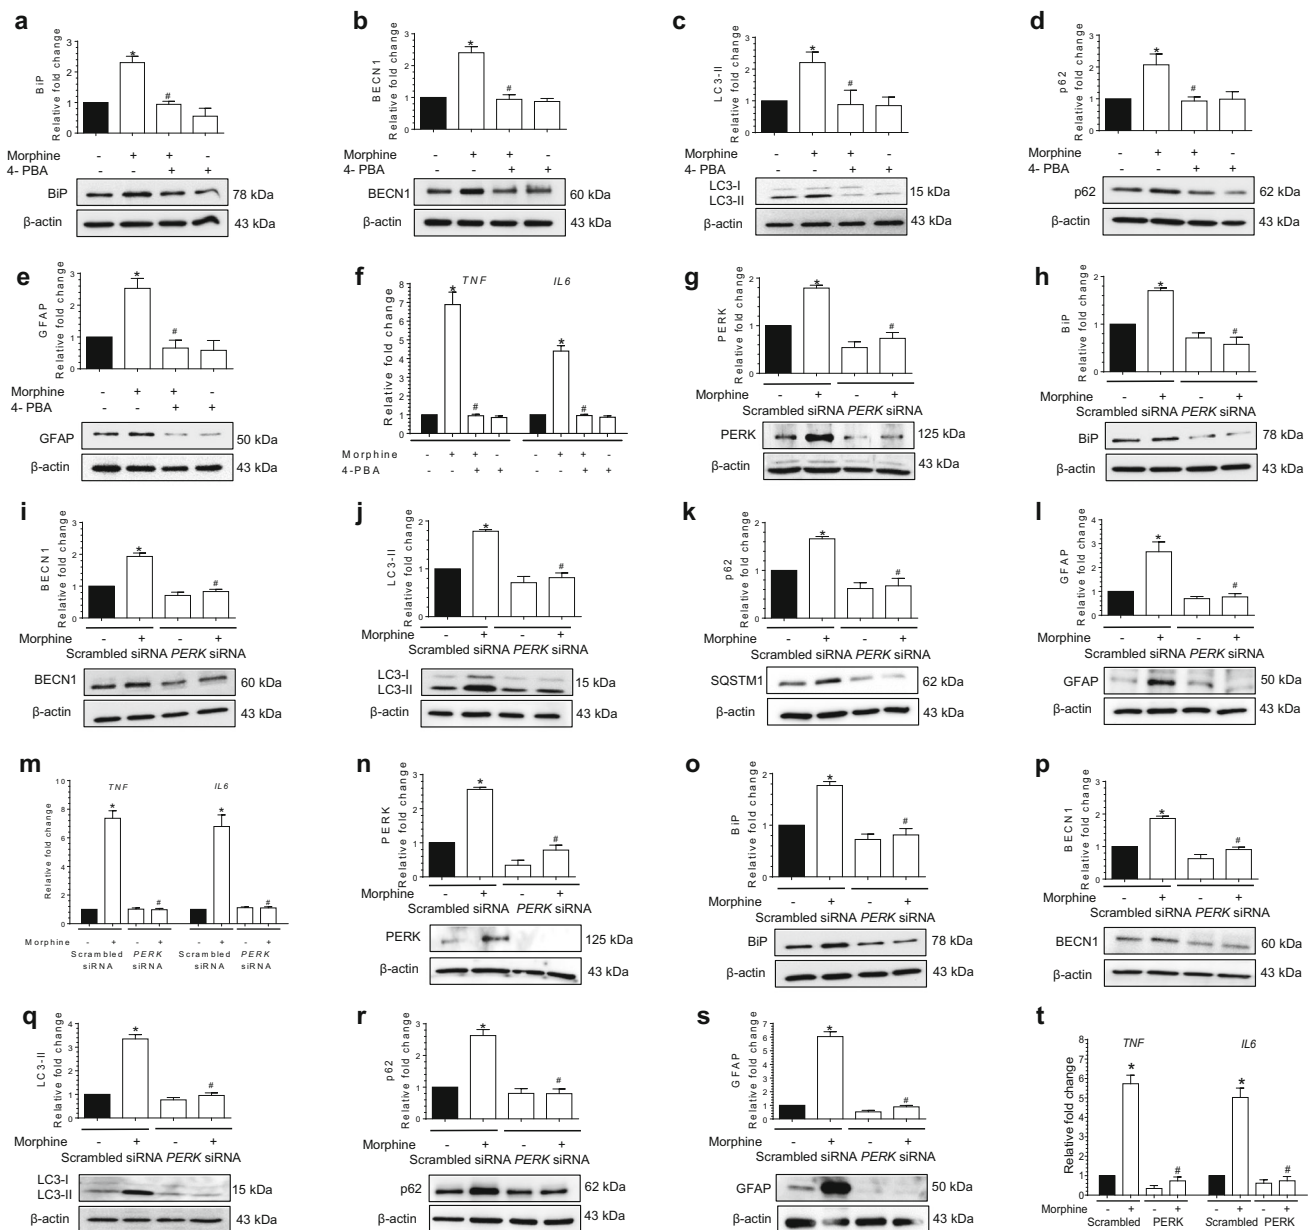 a
BiP
Relative fold change
3
2
1
0
*
#
Morphine - + + -
4- PBA - - + +
BiP 78 kDa
β-actin 43 kDa
b
BECN1
Relative fold change
3
2
1
0
*
#
- + + -
- - + +
BECN1 60 kDa
β-actin 43 kDa
c
LC3-II
Relative fold change
3
2
1
0
*
#
Morphine - + + -
4- PBA - - + +
LC3-I
LC3-II 15 kDa
β-actin 43 kDa
d
p62
Relative fold change
3
2
1
0
*
#
Morphine - + + -
4- PBA - - + +
p62 62 kDa
β-actin 43 kDa
e
GFAP
Relative fold change
3
2
1
0
*
#
Morphine - + + -
4- PBA - - + +
GFAP 50 kDa
β-actin 43 kDa
f
TNF IL6
Relative fold change
8
7
6
5
4
3
2
1
0
* # * #
Morphine - + + - - + + -
4-PBA - - + + - - + +
g
PERK
Relative fold change
2
1
0
*
#
Morphine - + - +
Scrambled siRNA PERK siRNA
PERK 125 kDa
β-actin 43 kDa
h
BiP
Relative fold change
2
1
0
*
#
Morphine - + - +
Scrambled siRNA PERK siRNA
BiP 78 kDa
β-actin 43 kDa
i
BECN1
Relative fold change
3
2
1
0
*
#
Morphine - + - +
Scrambled siRNA PERK siRNA
BECN1 60 kDa
β-actin 43 kDa
j
LC3-II
Relative fold change
2
1
0
*
#
Morphine - + - +
Scrambled siRNA PERK siRNA
LC3-I
LC3-II 15 kDa
β-actin 43 kDa
k
p62
Relative fold change
2
1
0
*
#
Morphine - + - +
Scrambled siRNA PERK siRNA
SQSTM1 62 kDa
β-actin 43 kDa
l
GFAP
Relative fold change
4
3
2
1
0
*
#
Morphine - + - +
Scrambled siRNA PERK siRNA
GFAP 50 kDa
β-actin 43 kDa
m
TNF IL6
Relative fold change
10
8
6
4
2
0
* # * #
Morphine - + - + - + - +
Scrambled PERK Scrambled PERK
siRNA siRNA siRNA siRNA
n
PERK
Relative fold change
3
2
1
0
*
#
Morphine - + - +
Scrambled siRNA PERK siRNA
PERK 125 kDa
β-actin 43 kDa
o
BiP
Relative fold change
2
1
0
*
#
Morphine - + - +
Scrambled siRNA PERK siRNA
BiP 78 kDa
β-actin 43 kDa
p
BECN1
Relative fold change
3
2
1
0
*
#
Morphine - + - +
Scrambled siRNA PERK siRNA
BECN1 60 kDa
β-actin 43 kDa
q
LC3-II
Relative fold change
4
3
2
1
0
*
#
Morphine - + - +
Scrambled siRNA PERK siRNA
LC3-I
LC3-II 15 kDa
β-actin 43 kDa
r
p62
Relative fold change
3
2
1
0
*
#
Morphine - + - +
Scrambled siRNA PERK siRNA
p62 62 kDa
β-actin 43 kDa
s
GFAP
Relative fold change
7
6
5
4
3
2
1
0
*
#
Morphine - + - +
Scrambled siRNA PERK siRNA
GFAP 50 kDa
β-actin 43 kDa
t
TNF IL6
Relative fold change
8
7
6
5
4
3
2
1
0
* # * #
Morphine - + - + - + - +
Scrambled PERK Scrambled PERK